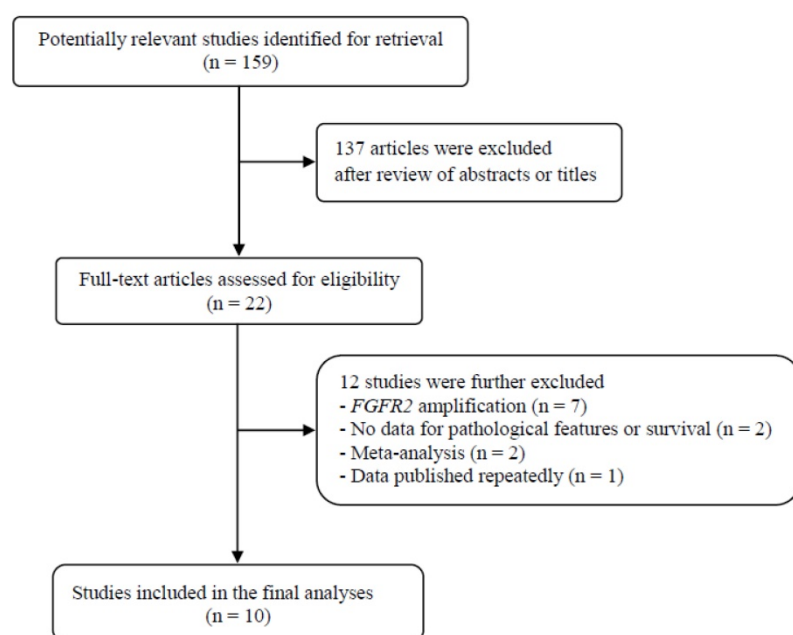 Potentially relevant studies identified for retrieval
(n = 159)
137 articles were excluded
after review of abstracts or titles
Full-text articles assessed for eligibility
(n = 22)
12 studies were further excluded
- FGFR2 amplification (n = 7)
- No data for pathological features or survival (n = 2)
- Meta-analysis (n = 2)
- Data published repeatedly (n = 1)
Studies included in the final analyses
(n = 10)